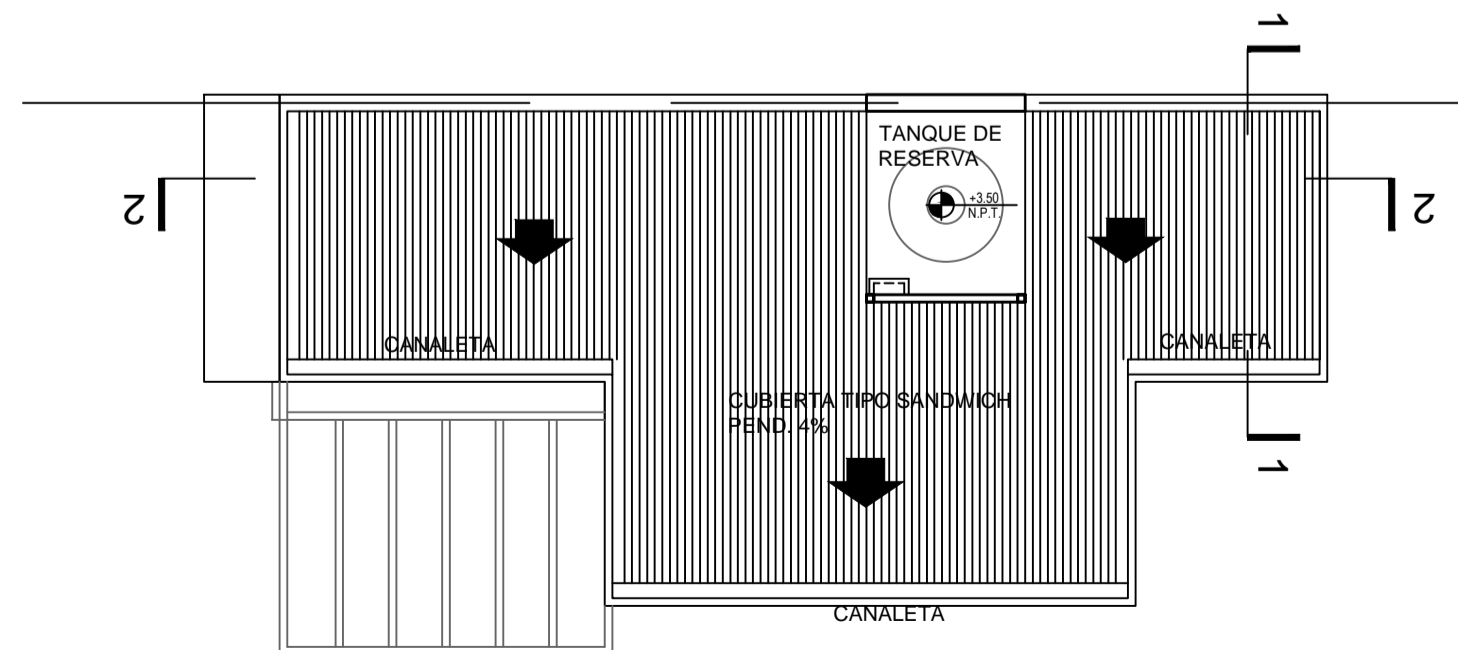 1
TANQUE DE
RESERVA
2
+3.50
N.P.T.
2
CANALETA
CANALETA
CUBIERTA TIPO SANDWICH
PEND. 4%
1
CANALETA